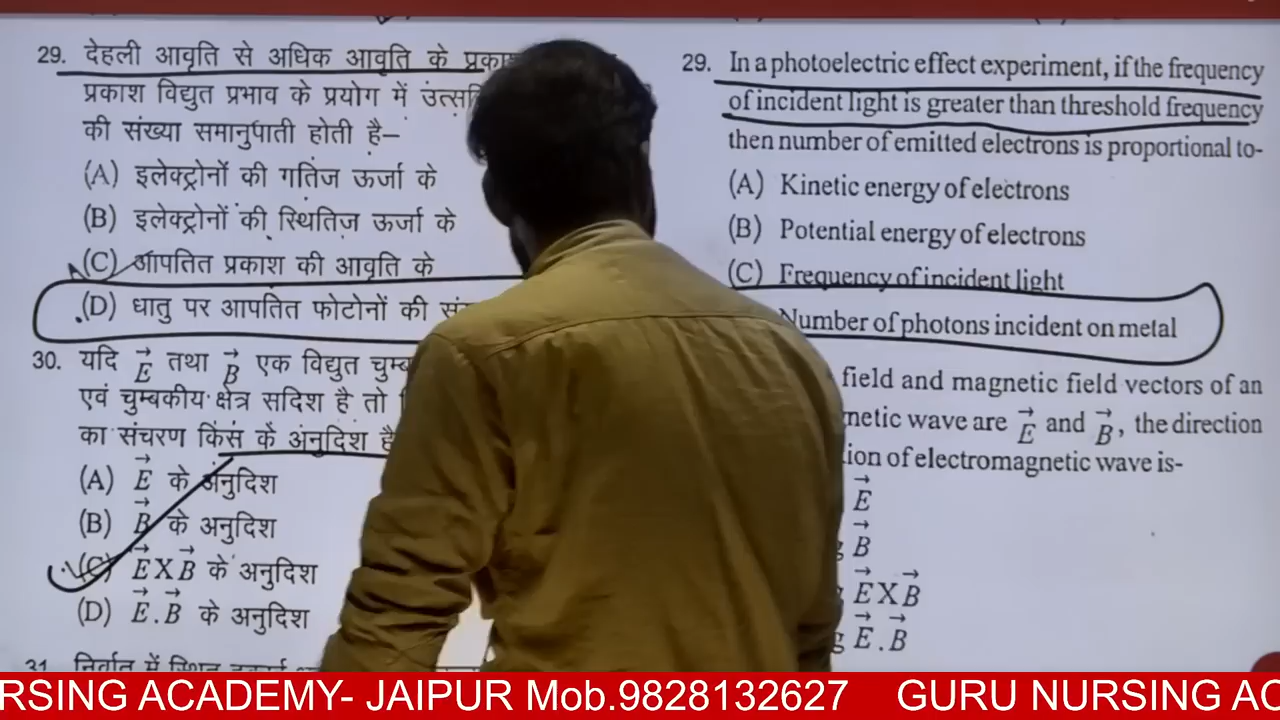 29. देहली आवृति से अधिक आवृति के
प्रकाश विद्युत प्रभाव के प्रयोग में
की संख्या समानुपाती होती है–
(A) इलेक्ट्रोनों की गतिज ऊर्जा के
(B) इलेक्ट्रोनों की स्थितिज ऊर्जा के
(C) आपतित प्रकाश की आवृति के
(D) धातु पर आपतित फोटोनों की
30. यदि E⃗ तथा B⃗ एक विद्युत
एवं चुम्बकीय क्षेत्र सदिश है तो
का संचरण किस के अनुदिश
(A) E⃗ के अनुदिश
(B) B⃗ के अनुदिश
(C) E⃗XB⃗ के अनुदिश
(D) E⃗.B⃗ के अनुदिश
31. निर्वात में स्थित
29. In a photoelectric effect experiment, if the frequency
of incident light is greater than threshold frequency
then number of emitted electrons is proportional to-
(A) Kinetic energy of electrons
(B) Potential energy of electrons
(C) Frequency of incident light
Number of photons incident on metal
field and magnetic field vectors of an
wave are E⃗ and B⃗, the direction
of electromagnetic wave is-
E⃗
B⃗
E⃗XB⃗
E⃗.B⃗
RSING ACADEMY- JAIPUR Mob.9828132627 GURU NURSING AC